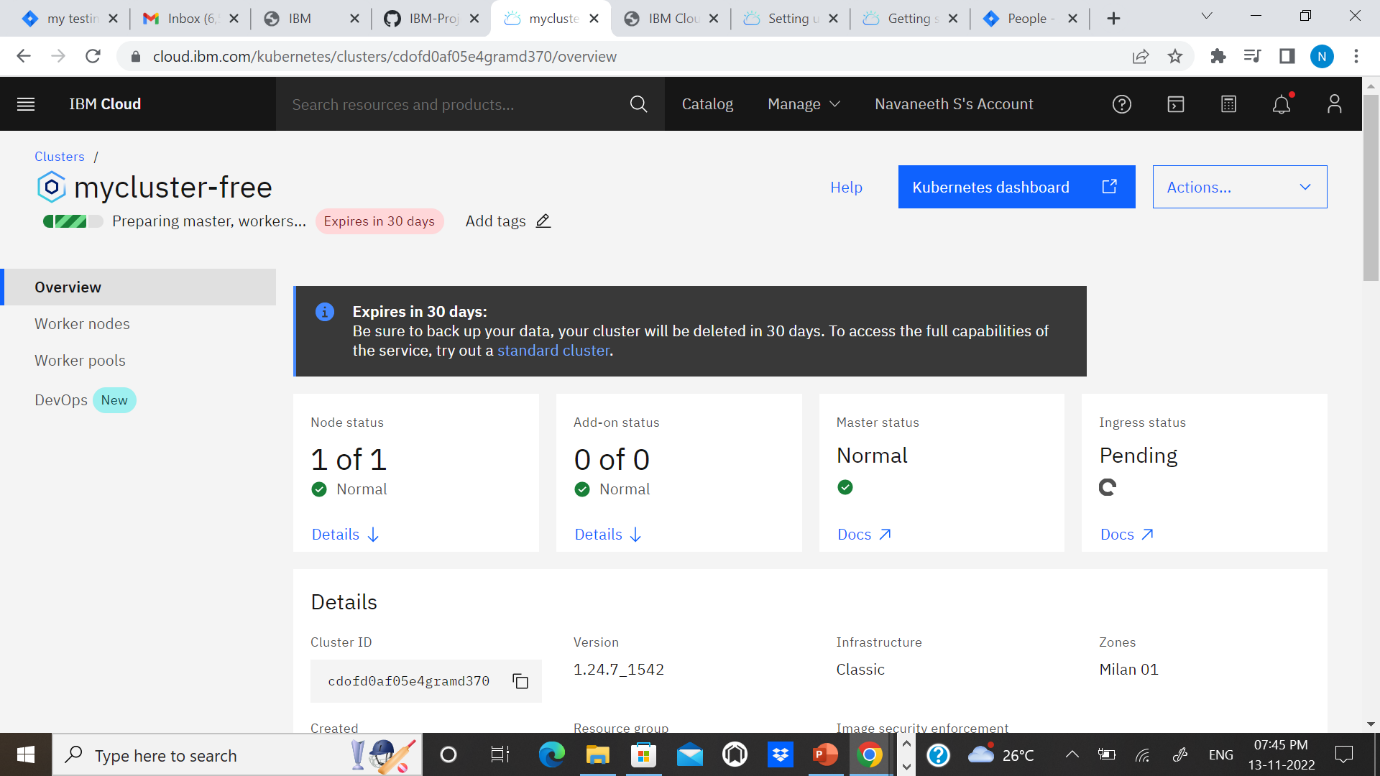 my testin
Inbox (6,
IBM
IBM-Proj
mycluste
IBM Clou
Setting u
Getting s
People -
cloud.ibm.com/kubernetes/clusters/cdofd0af05e4gramd370/overview
N
IBM Cloud
Search resources and products...
Catalog
Manage
Navaneeth S's Account
Clusters /
mycluster-free
Help
Kubernetes dashboard
Actions...
Preparing master, workers...
Expires in 30 days
Add tags
Overview
Worker nodes
Worker pools
DevOps New
Expires in 30 days:
Be sure to back up your data, your cluster will be deleted in 30 days. To access the full capabilities of
the service, try out a standard cluster.
Node status
1 of 1
Normal
Details
Add-on status
0 of 0
Normal
Details
Master status
Normal
Docs
Ingress status
Pending
Docs
Details
Cluster ID
cdofd0af05e4gramd370
Version
1.24.7_1542
Infrastructure
Classic
Zones
Milan 01
Created
Resource group
Image security enforcement
Type here to search
26°C
ENG
07:45 PM
13-11-2022